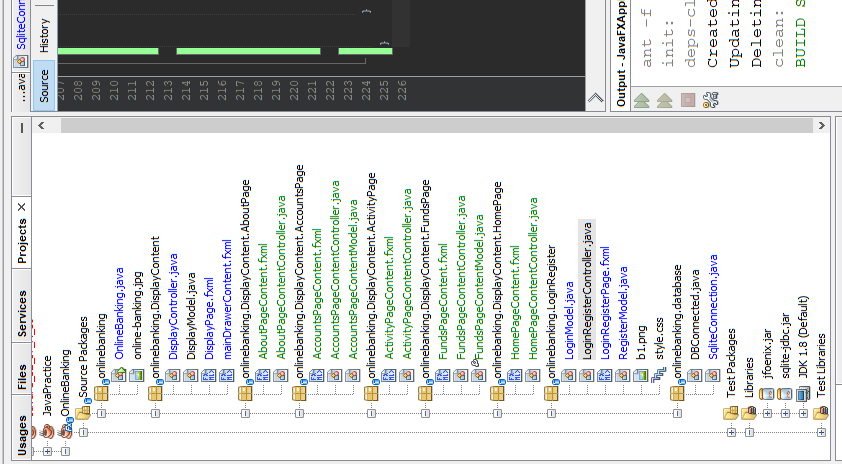 Usages
Files
Services
Projects
JavaPractice
OnlineBanking
Source Packages
onlinebanking
OnlineBanking.java
online-banking.jpg
onlinebanking.DisplayContent
DisplayController.java
DisplayModel.java
DisplayPage.fxml
mainDrawerContent.fxml
onlinebanking.DisplayContent.AboutPage
AboutPageContent.fxml
AboutPageContentController.java
onlinebanking.DisplayContent.AccountsPage
AccountsPageContent.fxml
AccountsPageContentController.java
AccountsPageContentModel.java
onlinebanking.DisplayContent.ActivityPage
ActivityPageContent.fxml
ActivityPageContentController.java
onlinebanking.DisplayContent.FundsPage
FundsPageContent.fxml
FundsPageContentController.java
FundsPageContentModel.java
onlinebanking.DisplayContent.HomePage
HomePageContent.fxml
HomePageContentController.java
onlinebanking.LoginRegister
LoginModel.java
LoginRegisterController.java
LoginRegisterPage.fxml
RegisterModel.java
b1.png
style.css
onlinebanking.database
DBConnected.java
SqliteConnection.java
Test Packages
Libraries
jfoenix.jar
sqlite-jdbc.jar
JDK 1.8 (Default)
Test Libraries
...ava
SqliteConn
Source
History
207
208
209
210
211
212
213
214
215
216
217
218
219
220
221
222
223
224 }
225 }
226
Output - JavaFXApp
ant -f
init:
deps-cl
Created
Updatin
Deletin
clean:
BUILD S